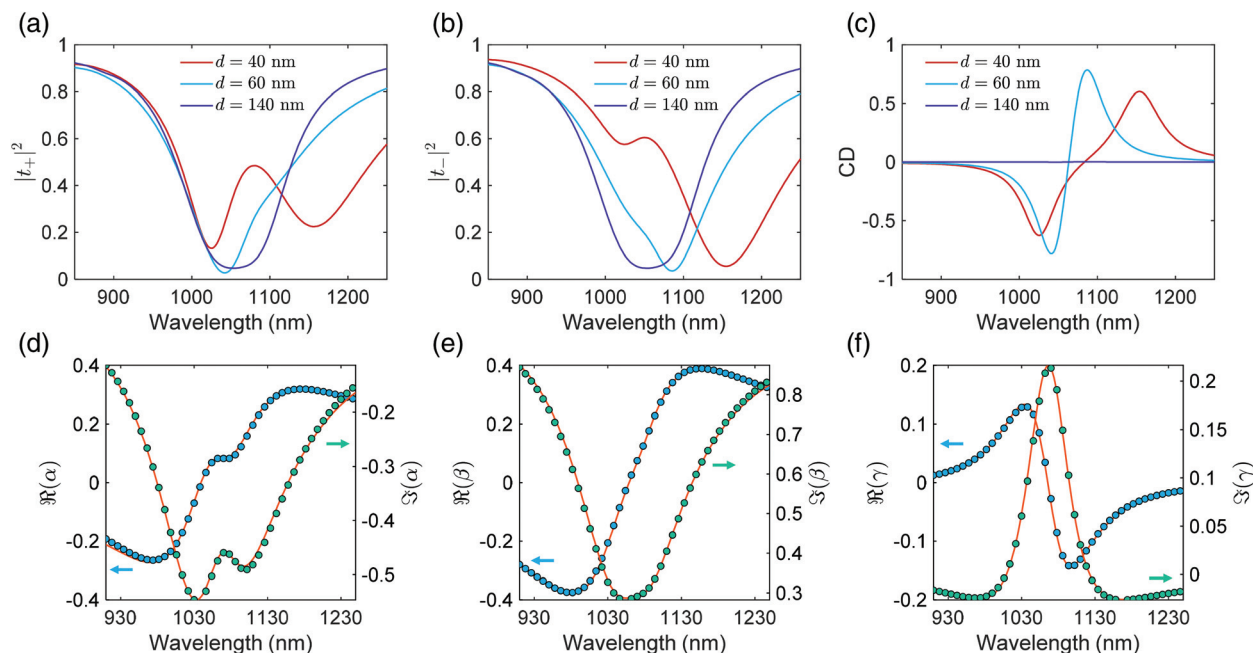 (a)
1
0.8
0.6
0.4
0.2
0
|t₊|²
d = 40 nm
d = 60 nm
d = 140 nm
900 1000 1100 1200
Wavelength (nm)
(b)
1
0.8
0.6
0.4
0.2
0
|t₋|²
d = 40 nm
d = 60 nm
d = 140 nm
900 1000 1100 1200
Wavelength (nm)
(c)
1
0.5
0
-0.5
-1
CD
d = 40 nm
d = 60 nm
d = 140 nm
900 1000 1100 1200
Wavelength (nm)
(d)
0.4
0.2
0
-0.2
-0.4
ℜ(α)
-0.2
-0.3
-0.4
-0.5
ℑ(α)
930 1030 1130 1230
Wavelength (nm)
(e)
0.4
0.2
0
-0.2
-0.4
ℜ(β)
0.8
0.7
0.6
0.5
0.4
0.3
ℑ(β)
930 1030 1130 1230
Wavelength (nm)
(f)
0.2
0.1
0
-0.1
-0.2
ℜ(γ)
0.2
0.15
0.1
0.05
0
ℑ(γ)
930 1030 1130 1230
Wavelength (nm)